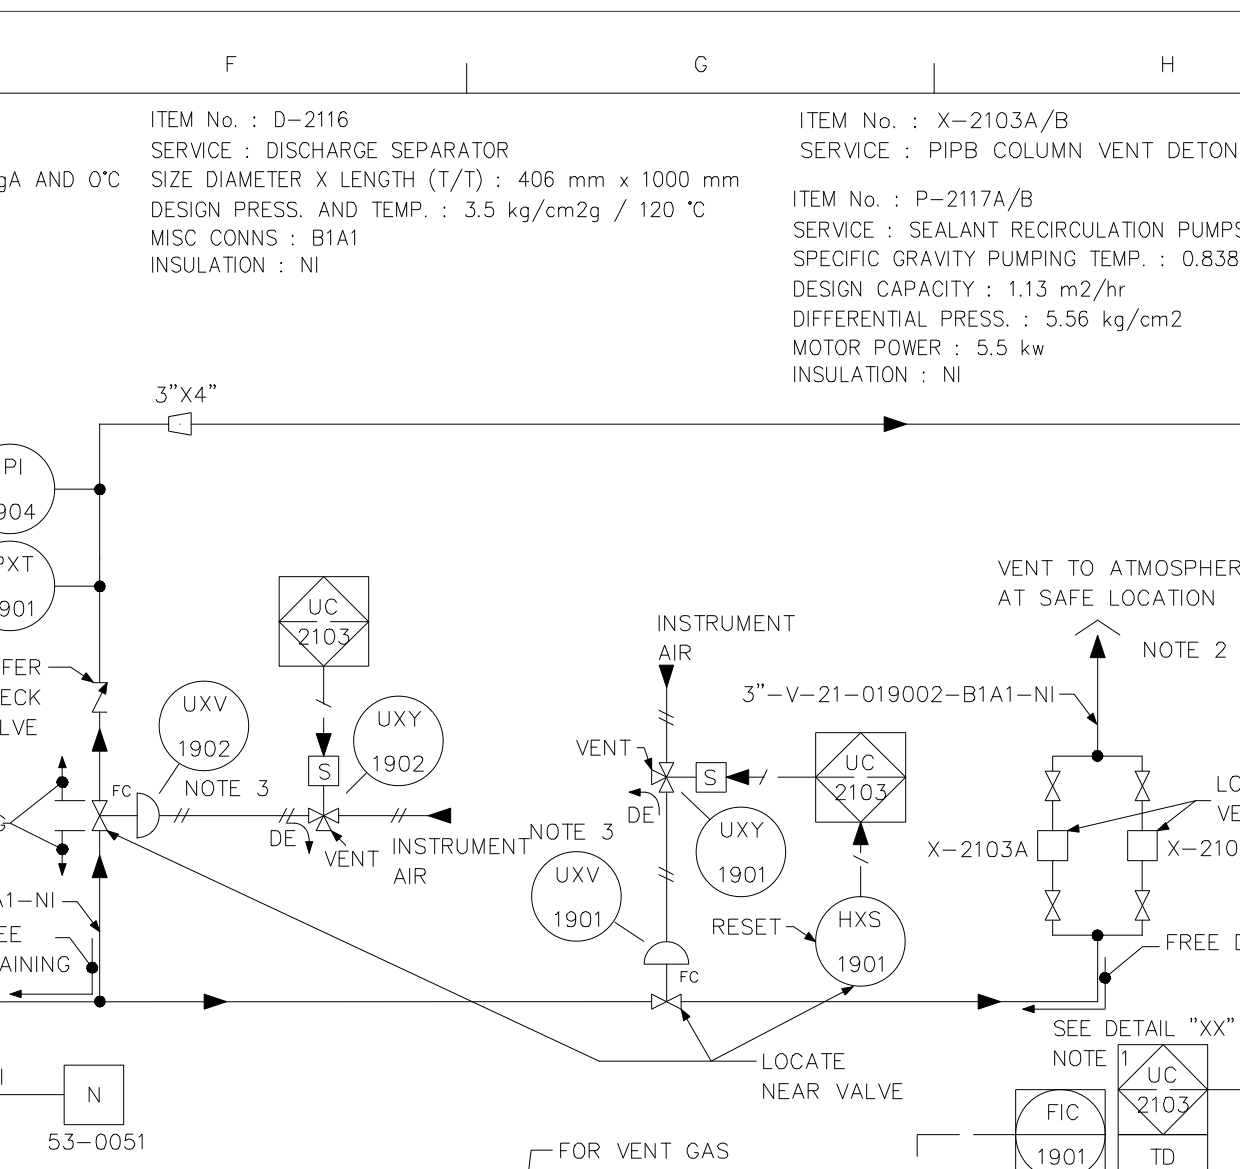 F
G
H
ITEM No. : D-2116
SERVICE : DISCHARGE SEPARATOR
gA AND 0°C
SIZE DIAMETER X LENGTH (T/T) : 406 mm x 1000 mm
DESIGN PRESS. AND TEMP. : 3.5 kg/cm2g / 120 °C
MISC CONNS : B1A1
INSULATION : NI
ITEM No. : X-2103A/B
SERVICE : PIPB COLUMN VENT DETON
ITEM No. : P-2117A/B
SERVICE : SEALANT RECIRCULATION PUMPS
SPECIFIC GRAVITY PUMPING TEMP. : 0.838
DESIGN CAPACITY : 1.13 m2/hr
DIFFERENTIAL PRESS. : 5.56 kg/cm2
MOTOR POWER : 5.5 kw
INSULATION : NI
3"X4"
PI
904
PXT
901
FER
ECK
LVE
UC
2103
UXV
1902
UXY
1902
S
FC
NOTE 3
DE
VENT
INSTRUMENT
AIR
INSTRUMENT
AIR
VENT
S
UC
2103
DE
UXY
1901
NOTE 3
UXV
1901
FC
RESET
HXS
1901
VENT TO ATMOSPHER
AT SAFE LOCATION
NOTE 2
3"-V-21-019002-B1A1-NI
LO
VE
X-2103A
X-210
FREE D
A1-NI
EE
AINING
LOCATE
NEAR VALVE
SEE DETAIL "XX"
NOTE 1
UC
2103
TD
FIC
1901
N
53-0051
FOR VENT GAS